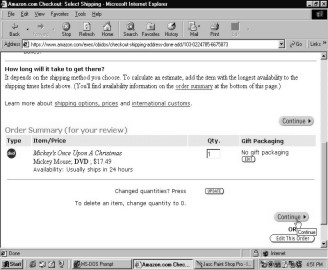 Amazon.com Checkout: Select Shipping - Microsoft Internet Explorer
File Edit View Favorites Tools Help
Back Stop Refresh Home Search Favorites History Mail Print
Address https://www.amazon.com/exec/obidos/checkout-shipping-address-done-add/103-0224785-6675873 Go Links
How long will it take to get there?
It depends on the shipping method you choose. To calculate an estimate, add the item with the longest availability to the
shipping times listed above. (You'll find availability information on the order summary at the bottom of this page.)
Learn more about shipping options, prices and international customs.
Continue
Order Summary (for your review)
Type Item/Price Qty. Gift Packaging
Mickey's Once Upon A Christmas 1 No gift packaging
Mickey Mouse; DVD ; $17.49 EDIT
Availability: Usually ships in 24 hours
Changed quantities? Press UPDATE
To delete an item, change quantity to 0.
Continue
OR
Continue
Edit This Order
Done Internet
Start MS-DOS Prompt Amazon.com Chec... Jasc Paint Shop Pro - I... 4:51 PM